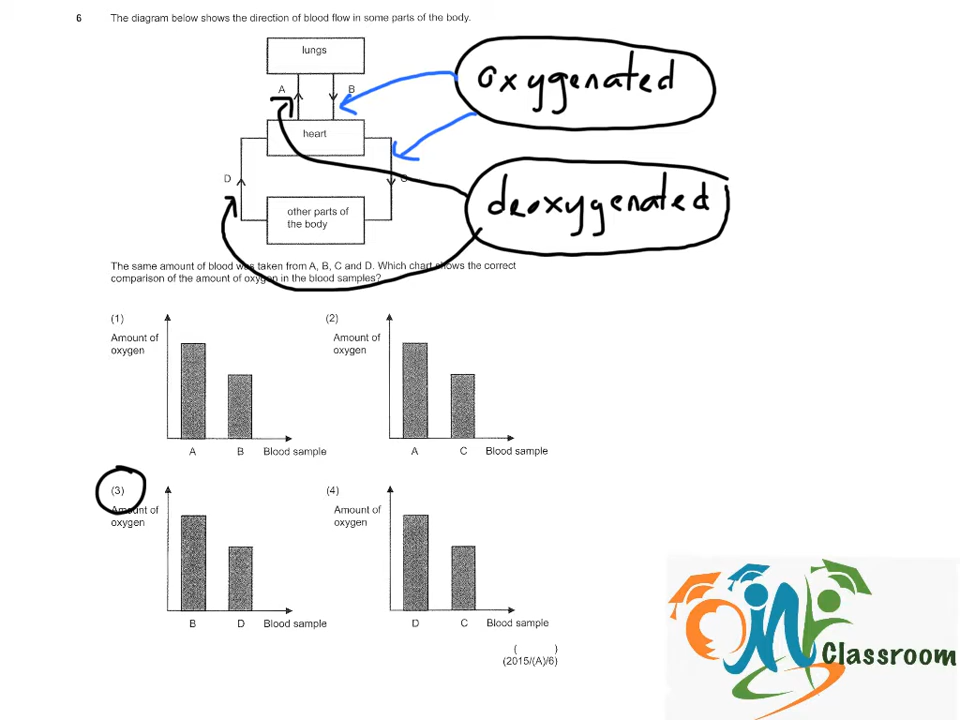 6 The diagram below shows the direction of blood flow in some parts of the body.
lungs
A B
heart
D C
other parts of
the body
oxygenated
deoxygenated
The same amount of blood was taken from A, B, C and D. Which chart shows the correct
comparison of the amount of oxygen in the blood samples?
(1) (2)
Amount of Amount of
oxygen oxygen
A B Blood sample A C Blood sample
(3) (4)
Amount of Amount of
oxygen oxygen
B D Blood sample D C Blood sample
( )
(2015/(A)/6)
Classroom